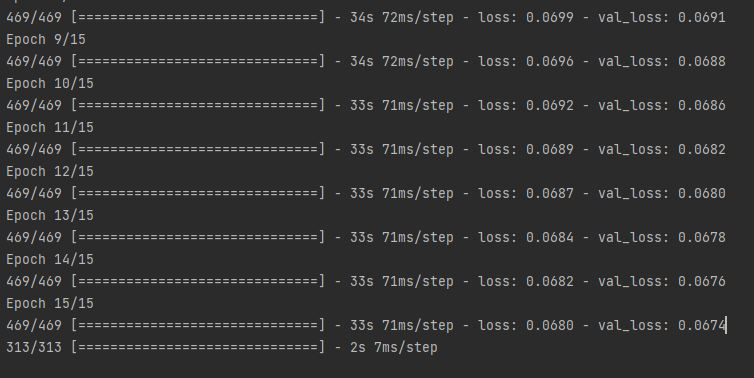 469/469 [==============================] - 34s 72ms/step - loss: 0.0699 - val_loss: 0.0691
Epoch 9/15
469/469 [==============================] - 34s 72ms/step - loss: 0.0696 - val_loss: 0.0688
Epoch 10/15
469/469 [==============================] - 33s 71ms/step - loss: 0.0692 - val_loss: 0.0686
Epoch 11/15
469/469 [==============================] - 33s 71ms/step - loss: 0.0689 - val_loss: 0.0682
Epoch 12/15
469/469 [==============================] - 33s 71ms/step - loss: 0.0687 - val_loss: 0.0680
Epoch 13/15
469/469 [==============================] - 33s 71ms/step - loss: 0.0684 - val_loss: 0.0678
Epoch 14/15
469/469 [==============================] - 33s 71ms/step - loss: 0.0682 - val_loss: 0.0676
Epoch 15/15
469/469 [==============================] - 33s 71ms/step - loss: 0.0680 - val_loss: 0.0674
313/313 [==============================] - 2s 7ms/step